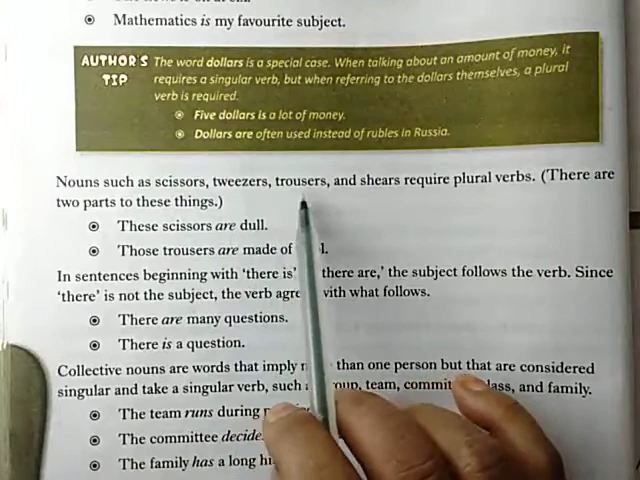 Mathematics is my favourite subject.
AUTHOR'S TIP
The word dollars is a special case. When talking about an amount of money, it
requires a singular verb, but when referring to the dollars themselves, a plural
verb is required.
Five dollars is a lot of money.
Dollars are often used instead of rubles in Russia.
Nouns such as scissors, tweezers, trousers, and shears require plural verbs. (There are
two parts to these things.)
These scissors are dull.
Those trousers are made of
In sentences beginning with 'there is' there are,' the subject follows the verb. Since
'there' is not the subject, the verb with what follows.
There are many questions.
There is a question.
Collective nouns are words that imply than one person but that are considered
singular and take a singular verb, such team, and family.
The team runs during
The committee
The family has a long